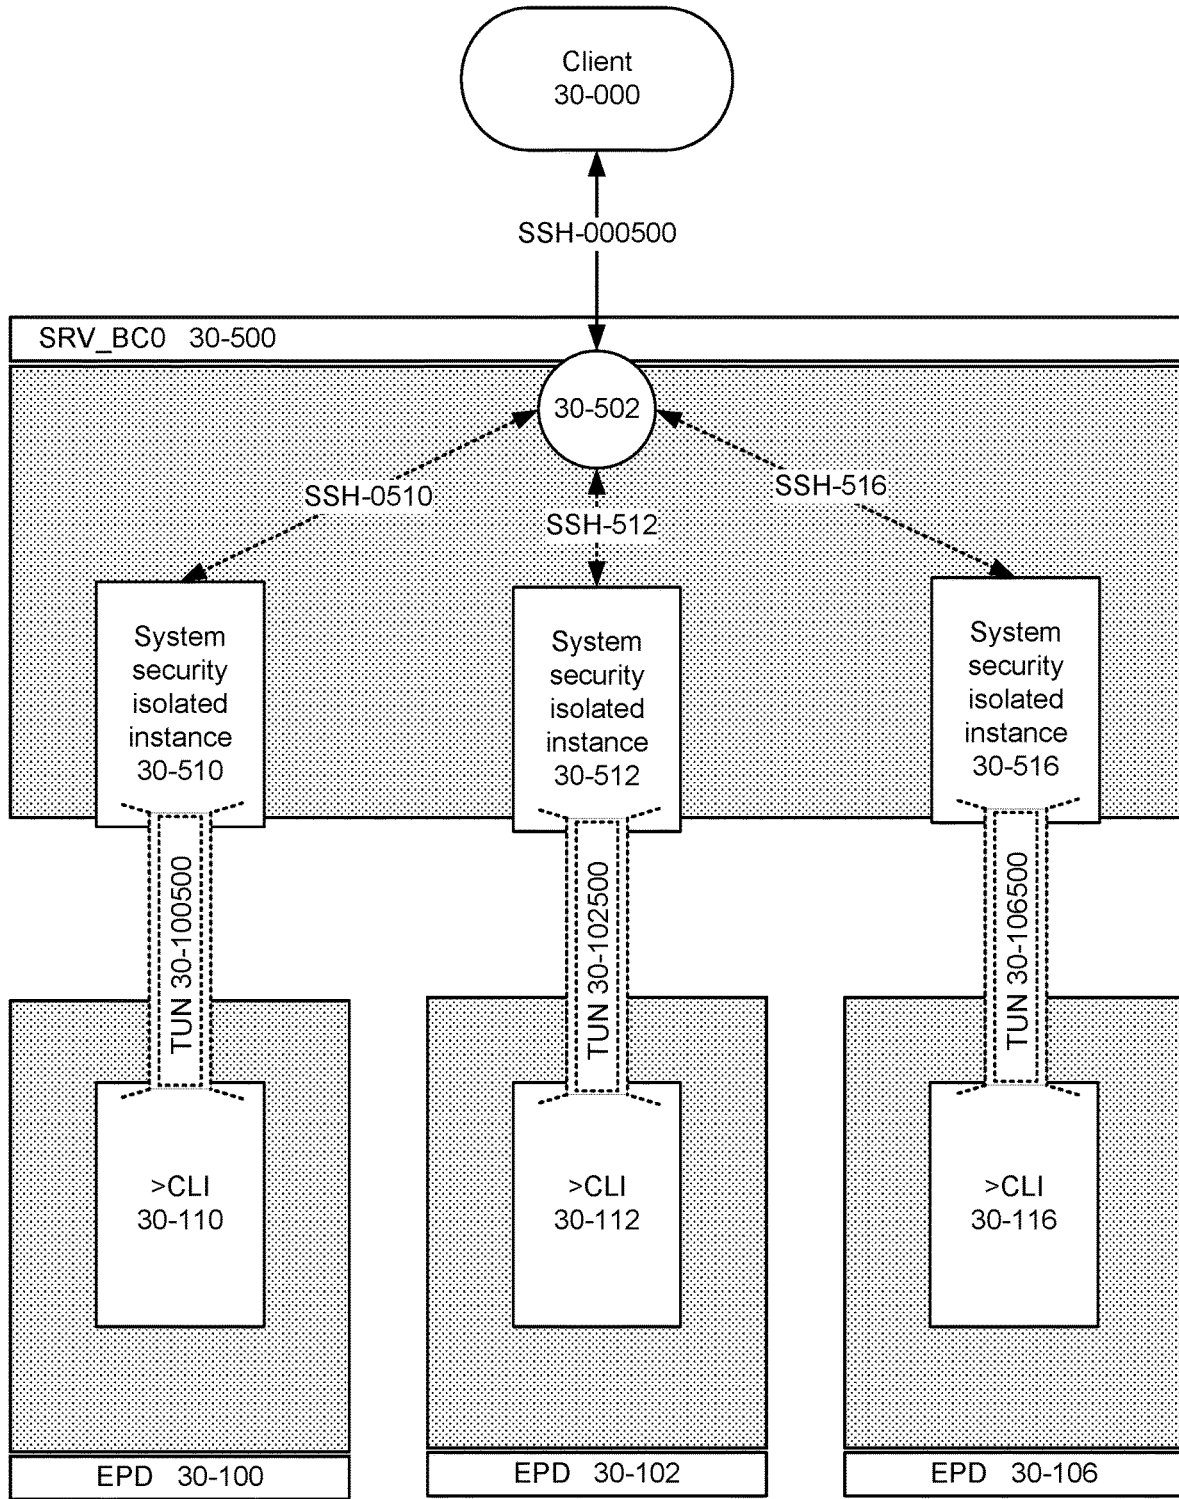 Client
30-000
SSH-000500
SRV_BC0 30-500
30-502
SSH-0510
SSH-512
SSH-516
System
security
isolated
instance
30-510
System
security
isolated
instance
30-512
System
security
isolated
instance
30-516
TUN 30-100500
TUN 30-102500
TUN 30-106500
>CLI
30-110
>CLI
30-112
>CLI
30-116
EPD 30-100
EPD 30-102
EPD 30-106